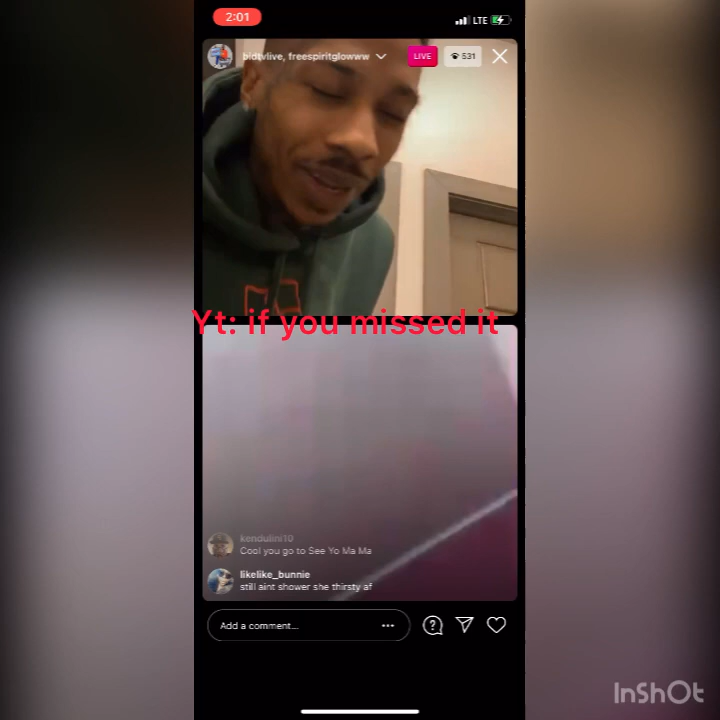 2:01
LTE
bidtvlive, freespiritglowww
LIVE
531
Yt: if you missed it
kendulini10
Cool you go to See Yo Ma Ma
likelike_bunnie
still aint shower she thirsty af
Add a comment...
InShOt